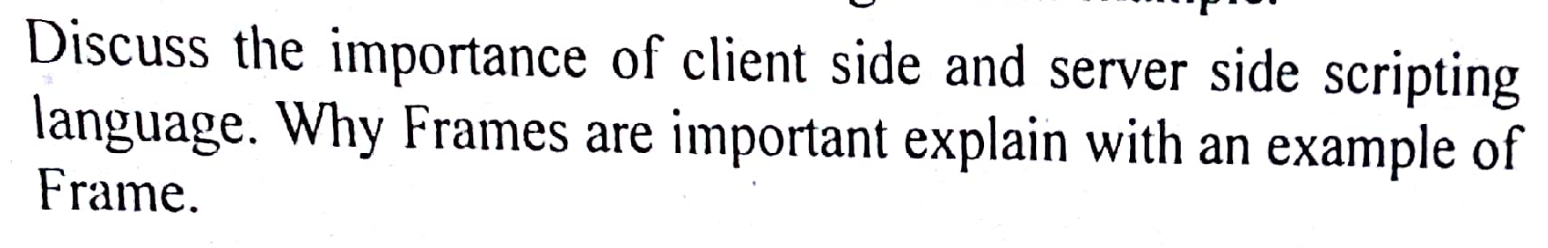 Discuss the importance of client side and server side scripting
language. Why Frames are important explain with an example of
Frame.